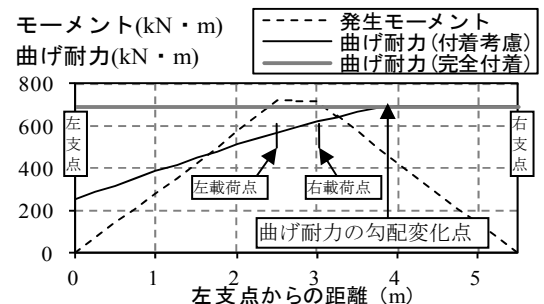 モーメント(kN・m)
曲げ耐力(kN・m)
発生モーメント
曲げ耐力(付着考慮)
曲げ耐力(完全付着)
800
600
400
200
0
左支点
右支点
左載荷点
右載荷点
曲げ耐力の勾配変化点
0 1 2 3 4 5
左支点からの距離（m）